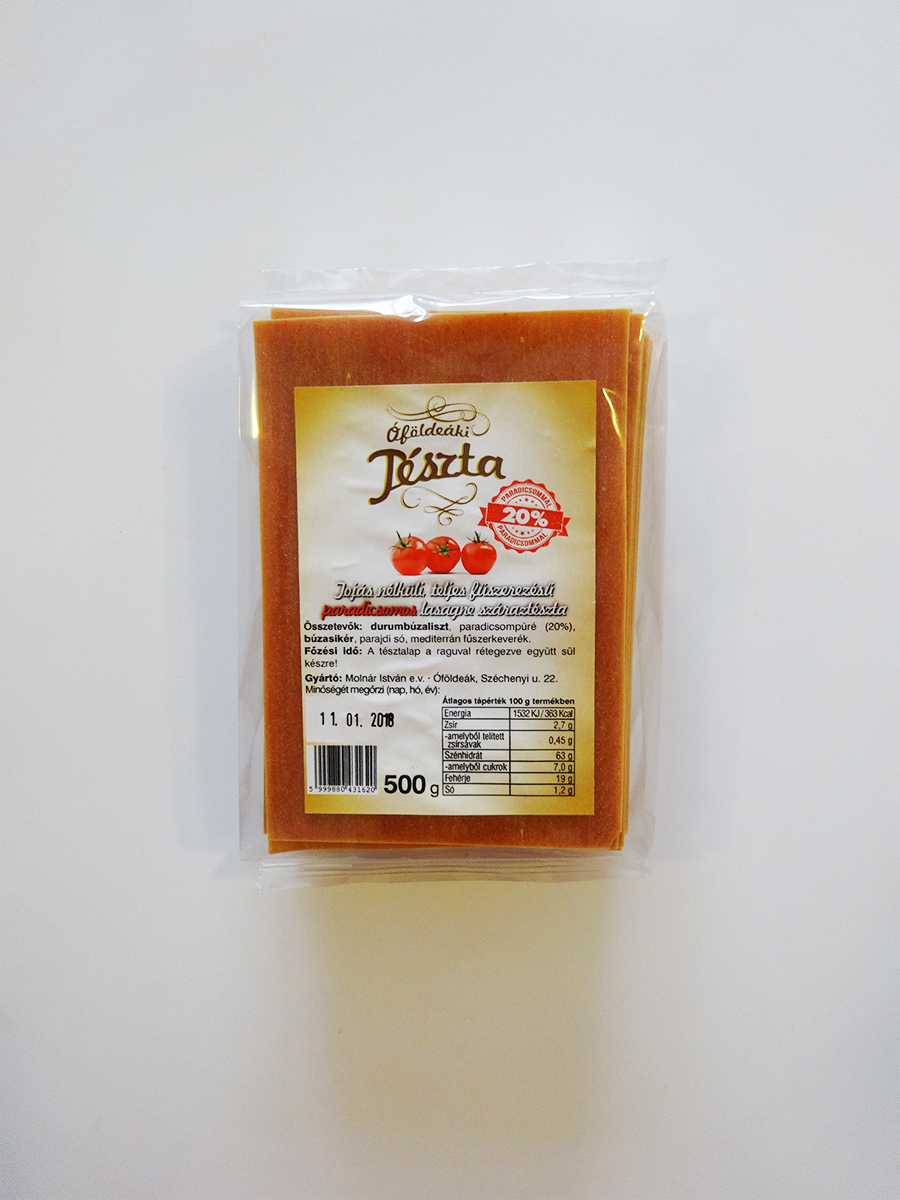 Óföldeáki
Tészta
PARADICSOMMAL
20%
PARADICSOMMAL
Tojás nélküli, teljes fűszerezésű
paradicsomos lasagne száraztészta
Összetevők: durumbúzaliszt, paradicsompüré (20%),
búzasikér, parajdi só, mediterrán fűszerkeverék.
Főzési idő: A tésztalap a raguval rétegezve együtt sül
készre!
Gyártó: Molnár István e.v. · Óföldeák, Széchenyi u. 22.
Minőségét megőrzi (nap, hó, év):
11. 01. 2018
Átlagos tápérték 100 g termékben
Energia 1532 KJ / 363 Kcal
Zsír 2,7 g
-amelyből telített
zsírsavak 0,45 g
Szénhidrát 63 g
-amelyből cukrok 7,0 g
Fehérje 19 g
Só 1,2 g
5 999880 431620
500 g